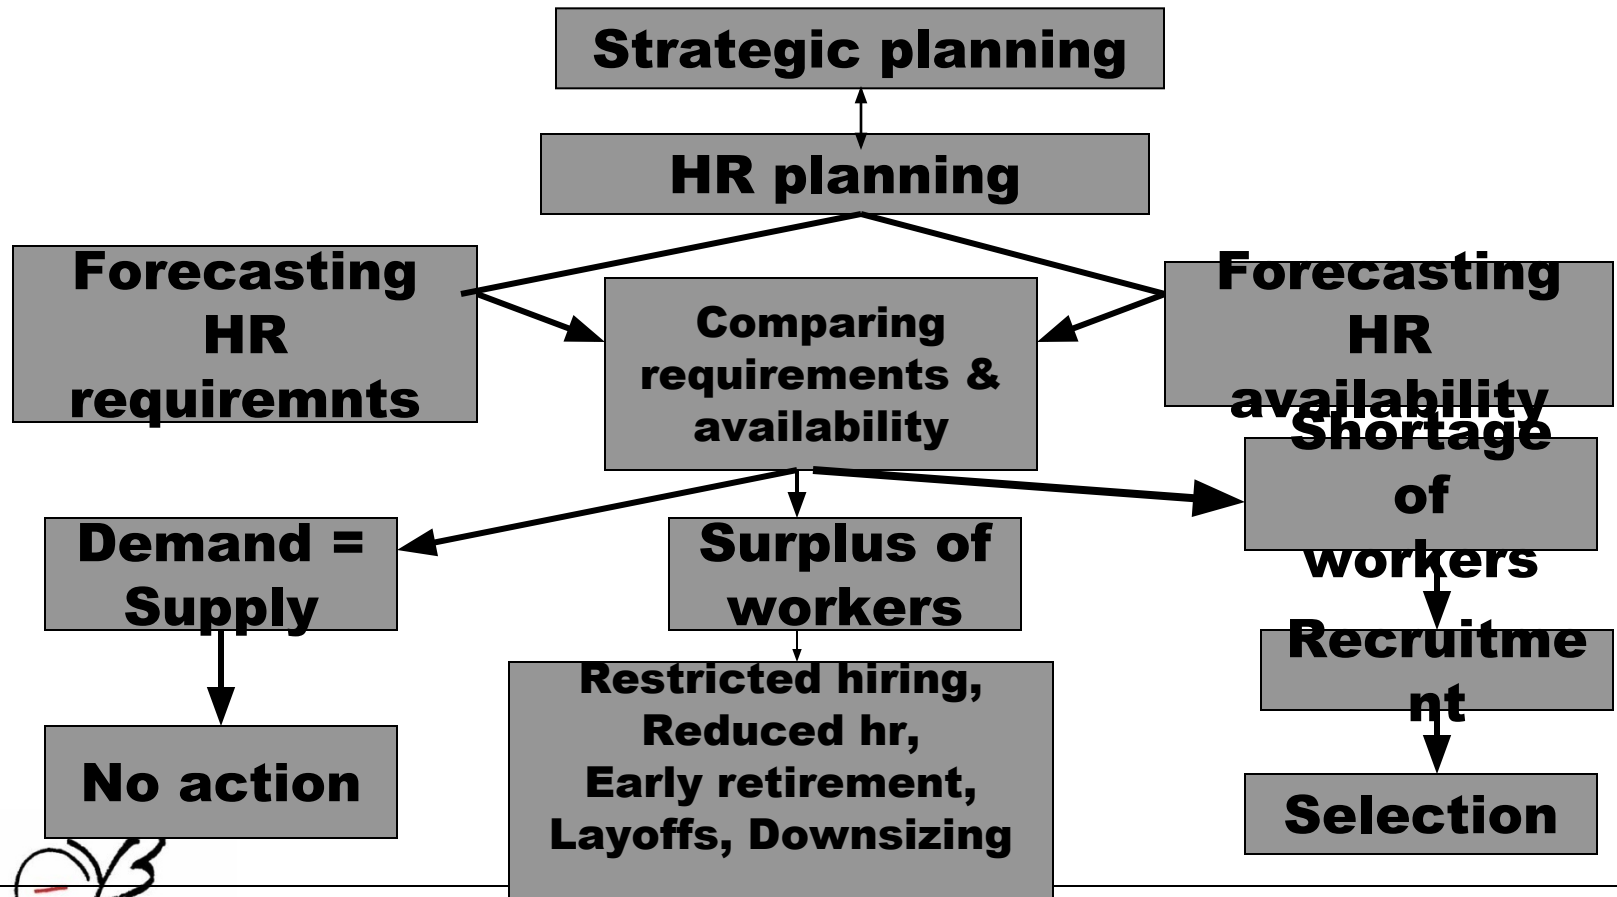 Strategic planning
HR planning
Forecasting
HR
requiremnts
Comparing
requirements &
availability
Forecasting
HR
availability
Demand =
Supply
No action
Surplus of
workers
Restricted hiring,
Reduced hr,
Early retirement,
Layoffs, Downsizing
Shortage
of
workers
Recruitme
nt
Selection